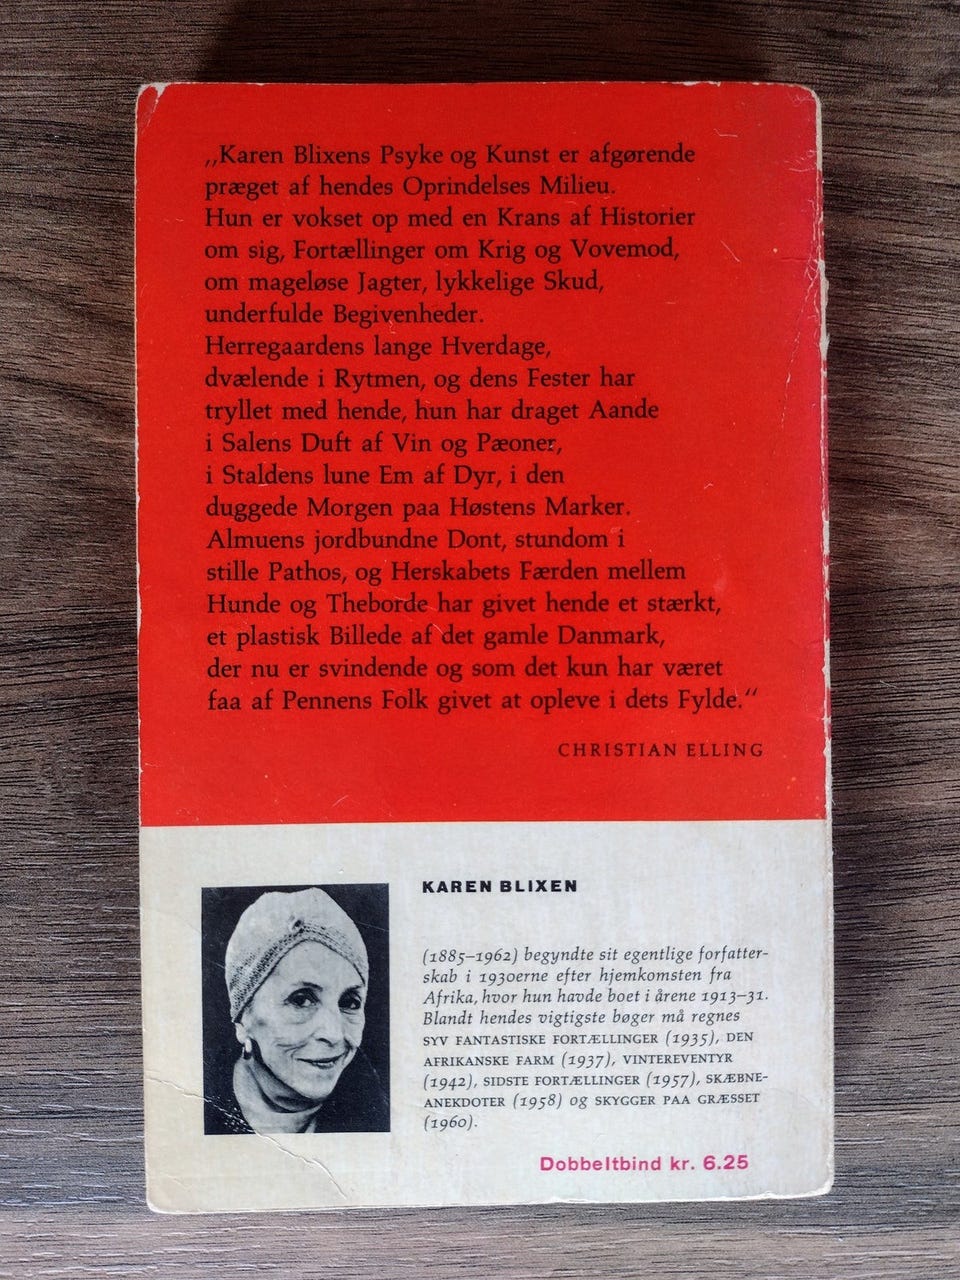 „Karen Blixens Psyke og Kunst er afgørende
præget af hendes Oprindelses Milieu.
Hun er vokset op med en Krans af Historier
om sig, Fortællinger om Krig og Vovemod,
om mageløse Jagter, lykkelige Skud,
underfulde Begivenheder.
Herregaardens lange Hverdage,
dvælende i Rytmen, og dens Fester har
tryllet med hende, hun har draget Aande
i Salens Duft af Vin og Pæoner,
i Staldens lune Em af Dyr, i den
duggede Morgen paa Høstens Marker.
Almuens jordbundne Dont, stundom i
stille Pathos, og Herskabets Færden mellem
Hunde og Theborde har givet hende et stærkt,
et plastisk Billede af det gamle Danmark,
der nu er svindende og som det kun har været
faa af Pennens Folk givet at opleve i dets Fylde.“
CHRISTIAN ELLING
KAREN BLIXEN
(1885–1962) begyndte sit egentlige forfatter-
skab i 1930erne efter hjemkomsten fra
Afrika, hvor hun havde boet i årene 1913–31.
Blandt hendes vigtigste bøger må regnes
SYV FANTASTISKE FORTÆLLINGER (1935), DEN
AFRIKANSKE FARM (1937), VINTEREVENTYR
(1942), SIDSTE FORTÆLLINGER (1957), SKÆBNE-
ANEKDOTER (1958) og SKYGGER PAA GRÆSSET
(1960).
Dobbeltbind kr. 6.25